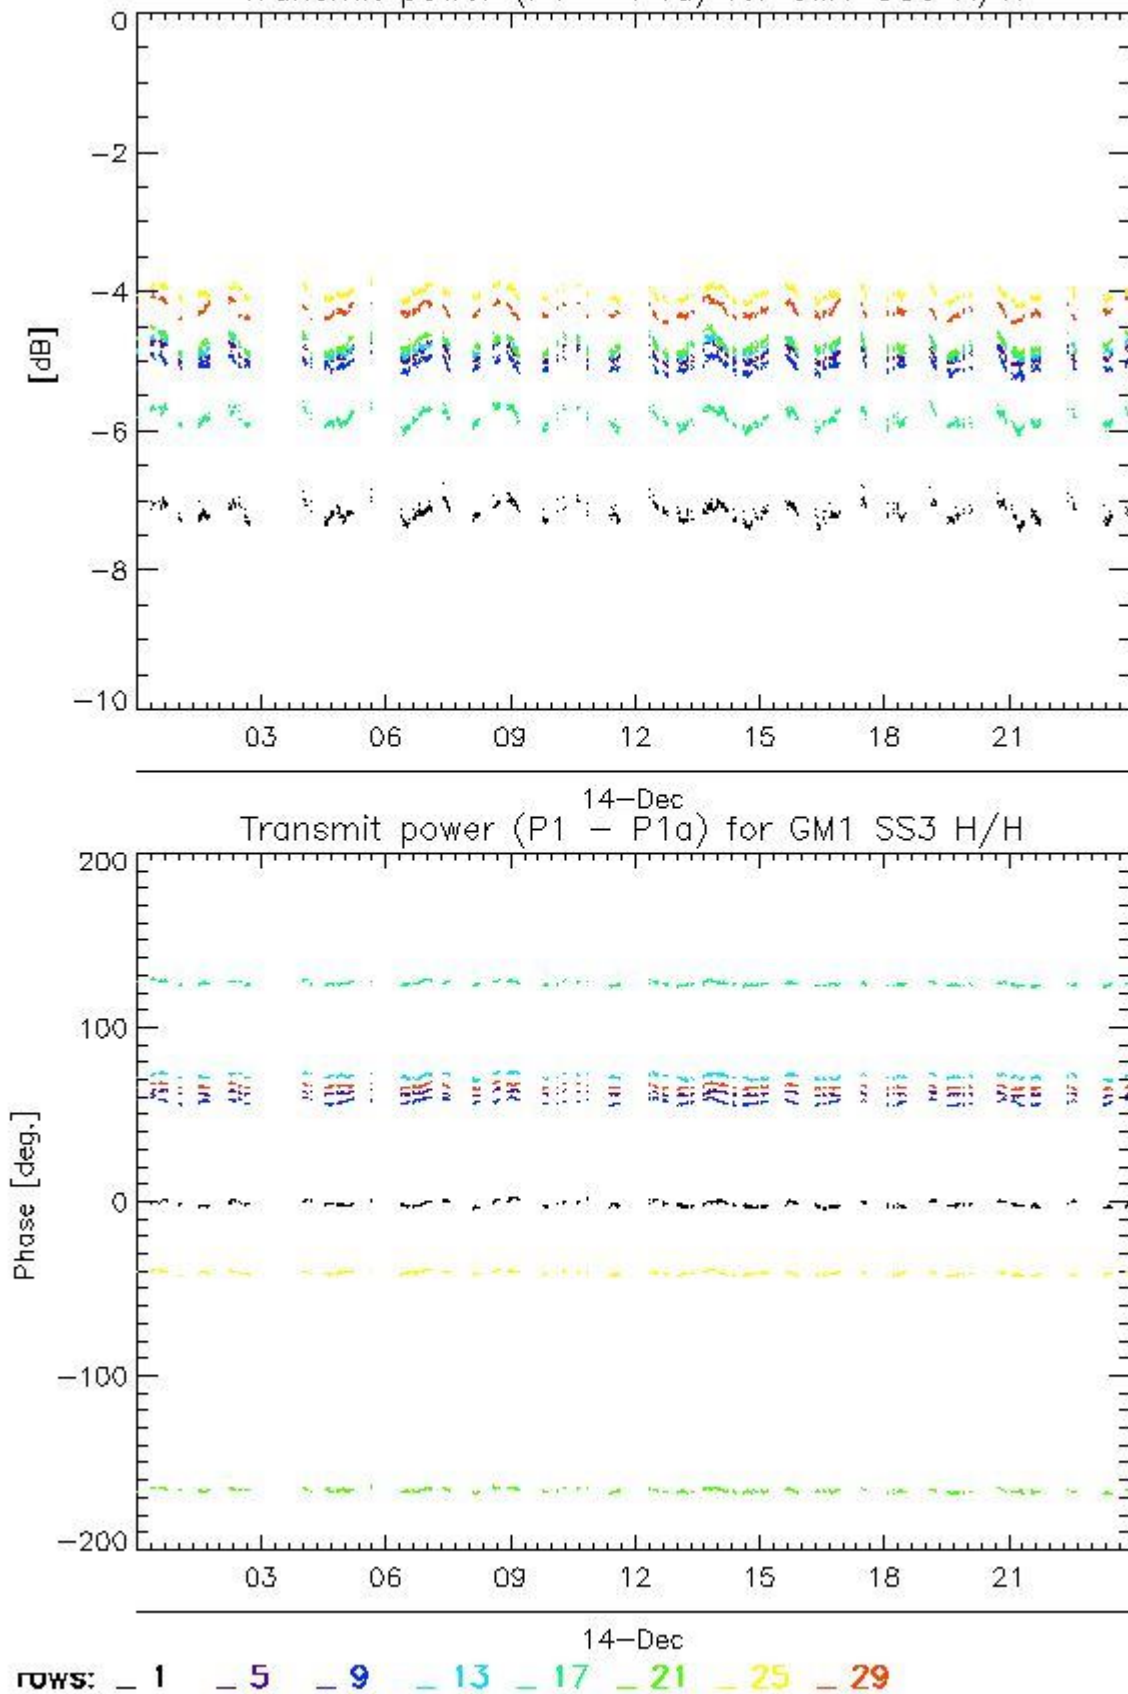 0
−2
−4
−6
−8
−10
[dB]
03 06 09 12 15 18 21
14−Dec
Transmit power (P1 − P1a) for GM1 SS3 H/H
200
100
0
−100
−200
Phase [deg.]
03 06 09 12 15 18 21
14−Dec
rows: _ 1 _ 5 _ 9 _ 13 _ 17 _ 21 _ 25 _ 29